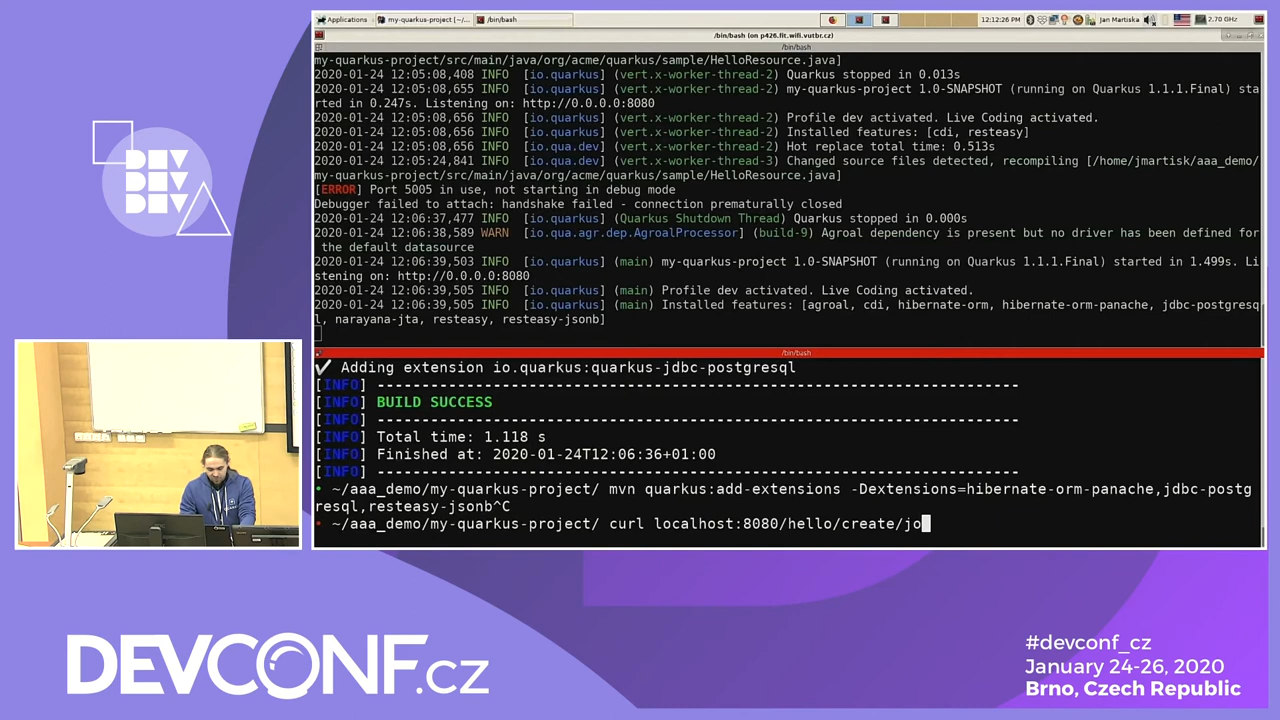 Applications
my-quarkus-project [~/...
/bin/bash
12:12:26
Jan Martiska
2.70 GHz
/bin/bash (on p426.fit.wifi.vutbr.cz)
/bin/bash
my-quarkus-project/src/main/java/org/acme/quarkus/sample/HelloResource.java]
2020-01-24 12:05:08,408 INFO  [io.quarkus] (vert.x-worker-thread-2) Quarkus stopped in 0.013s
2020-01-24 12:05:08,655 INFO  [io.quarkus] (vert.x-worker-thread-2) my-quarkus-project 1.0-SNAPSHOT (running on Quarkus 1.1.1.Final) sta
rted in 0.247s. Listening on: http://0.0.0.0:8080
2020-01-24 12:05:08,656 INFO  [io.quarkus] (vert.x-worker-thread-2) Profile dev activated. Live Coding activated.
2020-01-24 12:05:08,656 INFO  [io.quarkus] (vert.x-worker-thread-2) Installed features: [cdi, resteasy]
2020-01-24 12:05:08,656 INFO  [io.qua.dev] (vert.x-worker-thread-2) Hot replace total time: 0.513s
2020-01-24 12:05:24,841 INFO  [io.qua.dev] (vert.x-worker-thread-3) Changed source files detected, recompiling [/home/jmartisk/aaa_demo/
my-quarkus-project/src/main/java/org/acme/quarkus/sample/HelloResource.java]
[ERROR] Port 5005 in use, not starting in debug mode
Debugger failed to attach: handshake failed - connection prematurally closed
2020-01-24 12:06:37,477 INFO  [io.quarkus] (Quarkus Shutdown Thread) Quarkus stopped in 0.000s
2020-01-24 12:06:38,589 WARN  [io.qua.agr.dep.AgroalProcessor] (build-9) Agroal dependency is present but no driver has been defined for
the default datasource
2020-01-24 12:06:39,503 INFO  [io.quarkus] (main) my-quarkus-project 1.0-SNAPSHOT (running on Quarkus 1.1.1.Final) started in 1.499s. Li
stening on: http://0.0.0.0:8080
2020-01-24 12:06:39,505 INFO  [io.quarkus] (main) Profile dev activated. Live Coding activated.
2020-01-24 12:06:39,505 INFO  [io.quarkus] (main) Installed features: [agroal, cdi, hibernate-orm, hibernate-orm-panache, jdbc-postgresq
l, narayana-jta, resteasy, resteasy-jsonb]
/bin/bash
✔ Adding extension io.quarkus:quarkus-jdbc-postgresql
[INFO] ------------------------------------------------------------------------
[INFO] BUILD SUCCESS
[INFO] ------------------------------------------------------------------------
[INFO] Total time: 1.118 s
[INFO] Finished at: 2020-01-24T12:06:36+01:00
[INFO] ------------------------------------------------------------------------
• ~/aaa_demo/my-quarkus-project/ mvn quarkus:add-extensions -Dextensions=hibernate-orm-panache,jdbc-postg
resql,resteasy-jsonb^C
• ~/aaa_demo/my-quarkus-project/ curl localhost:8080/hello/create/jo
DEV
DEV
DEV
DEVCONF.cz
#devconf_cz
January 24-26, 2020
Brno, Czech Republic